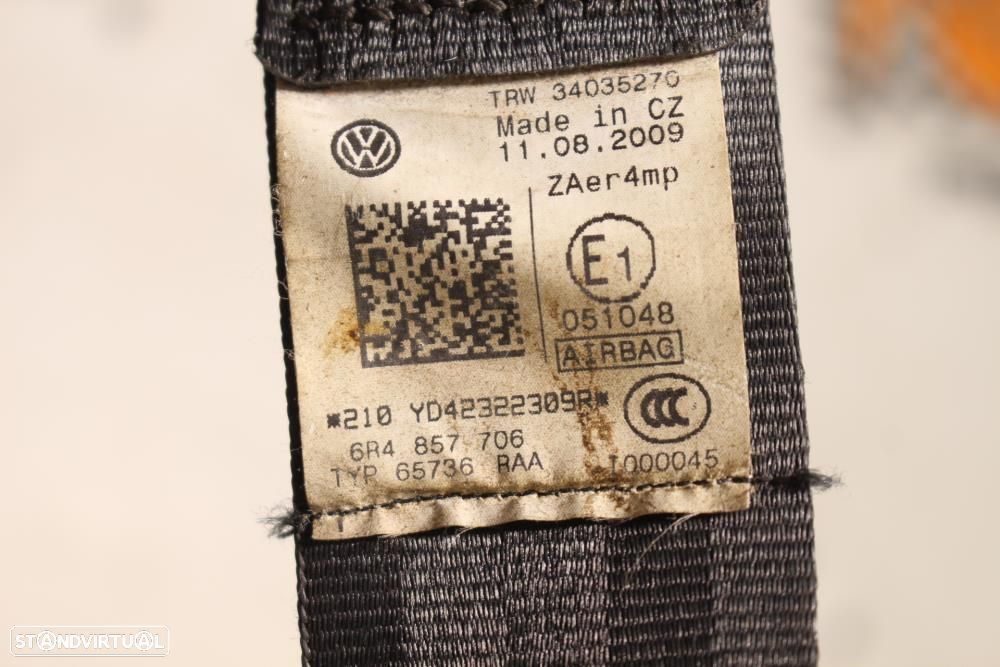 TRW 34035270
Made in CZ
11.08.2009
ZAer4mp
E1
051048
AIRBAG
*210 YD42322309R*
CCC
6R4 857 706
TYP 65736 RAA I000045
STANDVIRTUAL